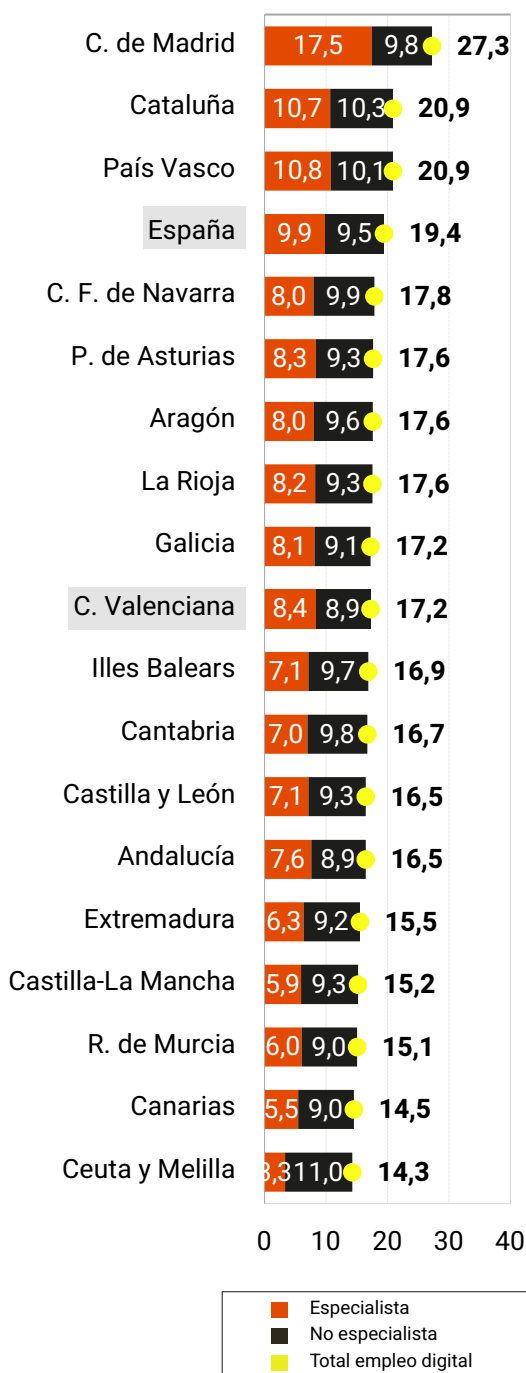 C. de Madrid 17,5 9,8 27,3
Cataluña 10,7 10,3 20,9
País Vasco 10,8 10,1 20,9
España 9,9 9,5 19,4
C. F. de Navarra 8,0 9,9 17,8
P. de Asturias 8,3 9,3 17,6
Aragón 8,0 9,6 17,6
La Rioja 8,2 9,3 17,6
Galicia 8,1 9,1 17,2
C. Valenciana 8,4 8,9 17,2
Illes Balears 7,1 9,7 16,9
Cantabria 7,0 9,8 16,7
Castilla y León 7,1 9,3 16,5
Andalucía 7,6 8,9 16,5
Extremadura 6,3 9,2 15,5
Castilla-La Mancha 5,9 9,3 15,2
R. de Murcia 6,0 9,0 15,1
Canarias 5,5 9,0 14,5
Ceuta y Melilla 3,3 11,0 14,3
0 10 20 30 40
Especialista
No especialista
Total empleo digital